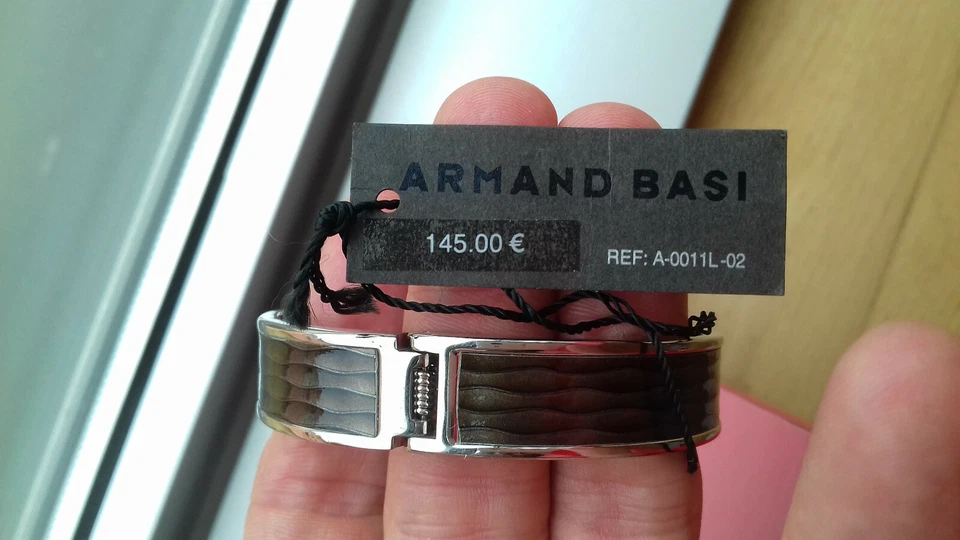 ARMAND BASI
145.00 €
REF: A-0011L-02